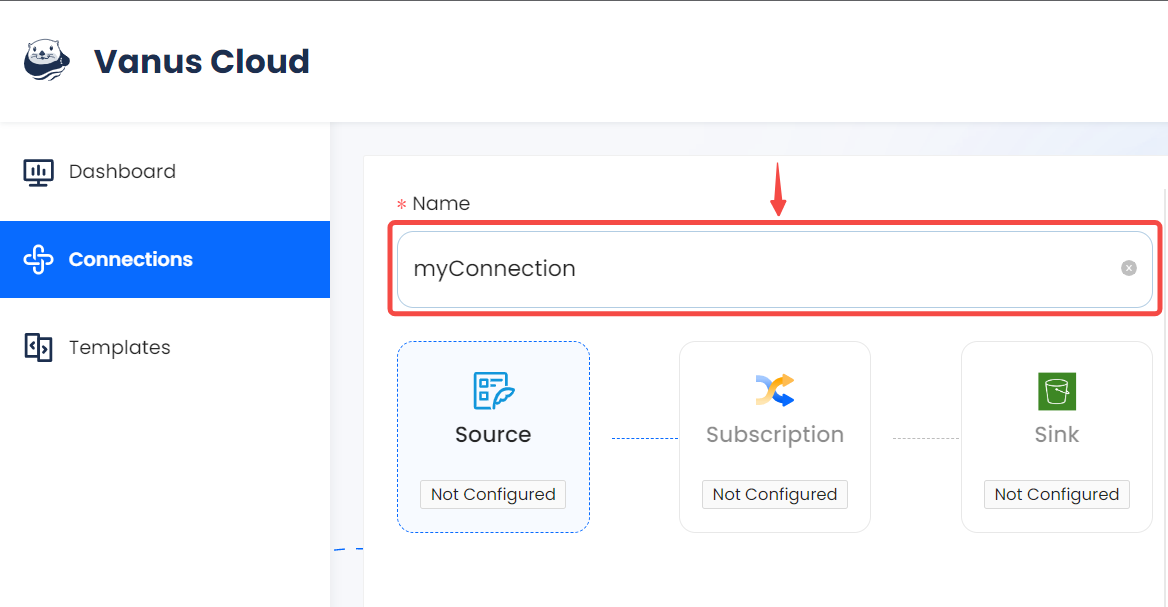 Vanus Cloud
Dashboard
Connections
Templates
* Name
myConnection
Source
Not Configured
Subscription
Not Configured
Sink
Not Configured